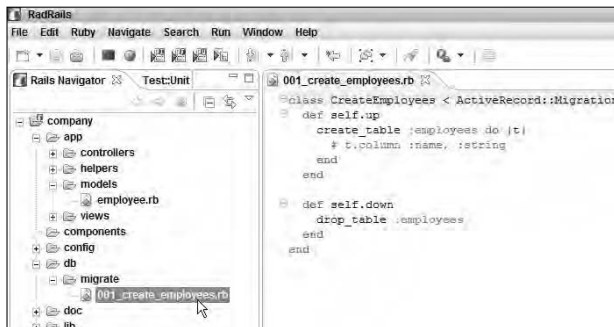 RadRails
File Edit Ruby Navigate Search Run Window Help
Rails Navigator Test::Unit
001_create_employees.rb
company
app
controllers
helpers
models
employee.rb
views
components
config
db
migrate
001_create_employees.rb
doc
lib
class CreateEmployees < ActiveRecord::Migration
def self.up
create_table :employees do |t|
# t.column :name, :string
end
end
def self.down
drop_table :employees
end
end